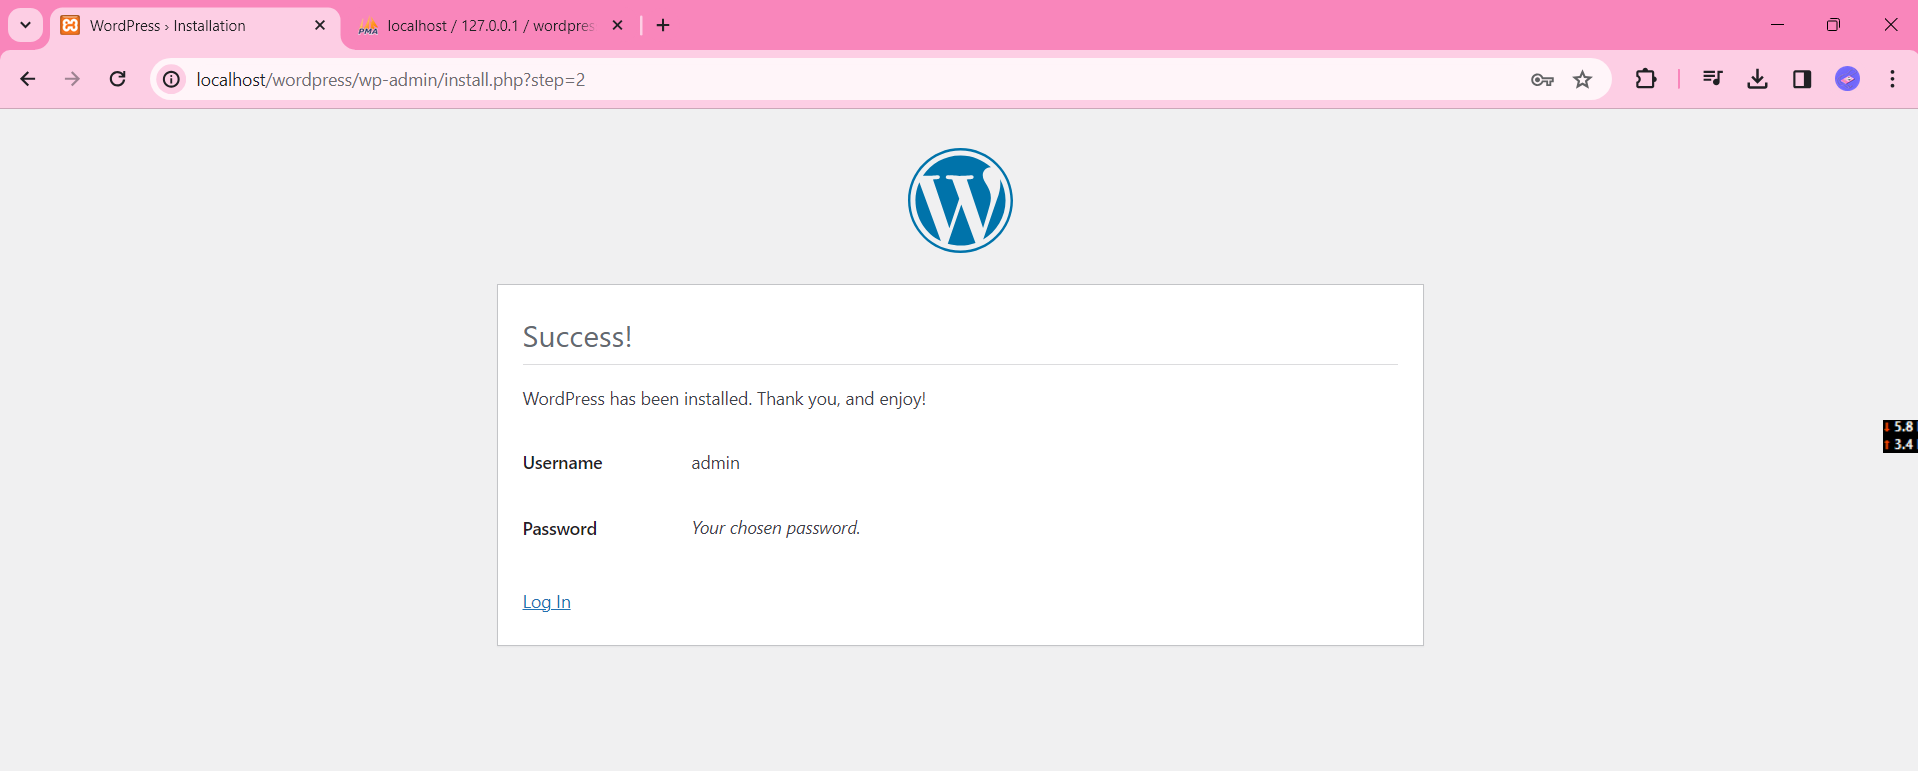 WordPress › Installation
localhost / 127.0.0.1 / wordpres
localhost/wordpress/wp-admin/install.php?step=2
Success!
WordPress has been installed. Thank you, and enjoy!
Username admin
Password Your chosen password.
Log In
5.8
3.4
PMA
W